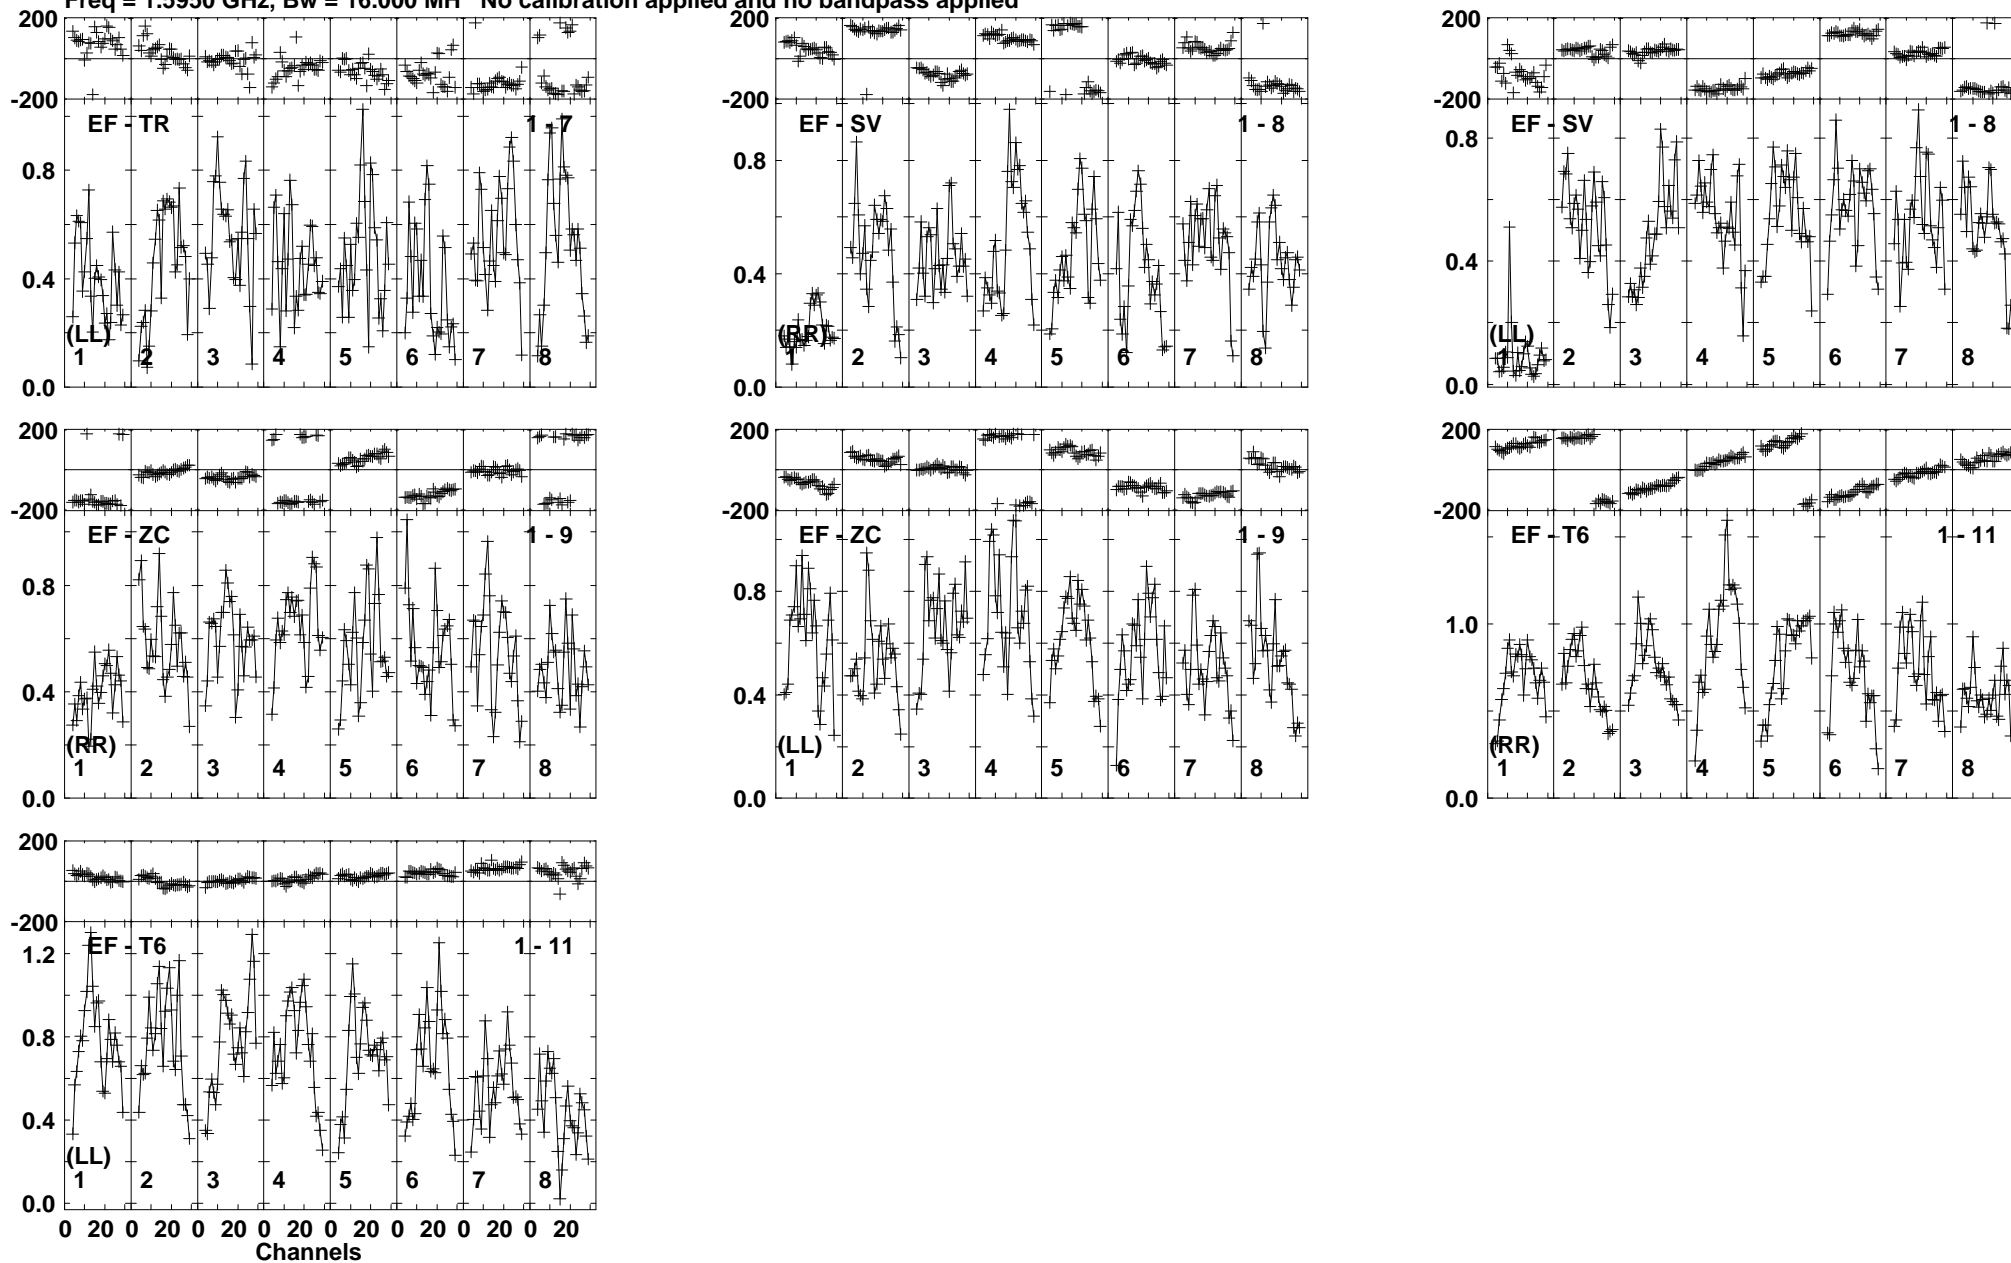 Freq = 1.5950 GHz, Bw = 16.000 MH No calibration applied and no bandpass applied
200
-200
EF - TR
1 - 7
0.8
0.4
0.0
(LL)
1 2 3 4 5 6 7 8
200
-200
EF - SV
1 - 8
0.8
0.4
0.0
(RR)
1 2 3 4 5 6 7 8
200
-200
EF - SV
1 - 8
0.8
0.4
0.0
(LL)
1 2 3 4 5 6 7 8
200
-200
EF - ZC
1 - 9
0.8
0.4
0.0
(RR)
1 2 3 4 5 6 7 8
200
-200
EF - ZC
1 - 9
0.8
0.4
0.0
(LL)
1 2 3 4 5 6 7 8
200
-200
EF - T6
1 - 11
1.0
0.0
(RR)
1 2 3 4 5 6 7 8
200
-200
EF - T6
1 - 11
1.2
0.8
0.4
0.0
(LL)
1 2 3 4 5 6 7 8
0 20 0 20 0 20 0 20 0 20 0 20 0 20 0 20
Channels